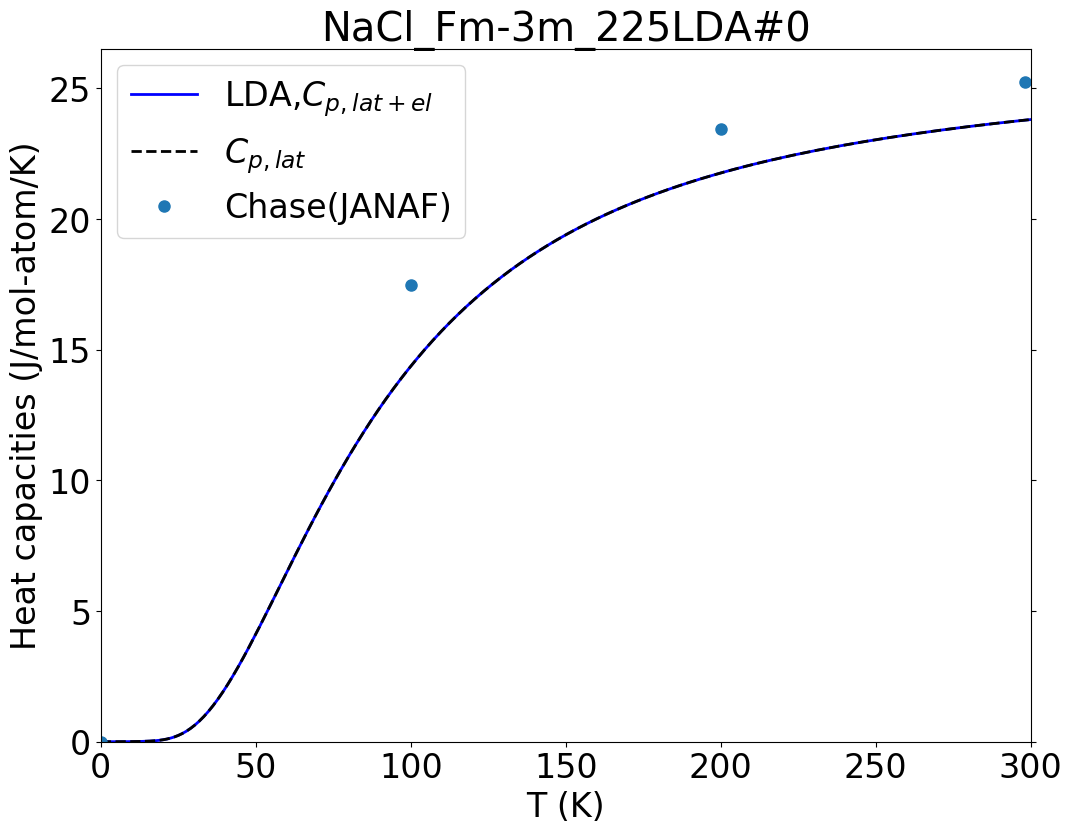 NaCl_Fm-3m_225LDA#0
LDA,C_{p, lat+el}
C_{p, lat}
Chase(JANAF)
Heat capacities (J/mol-atom/K)
25
20
15
10
5
0
0 50 100 150 200 250 300
T (K)